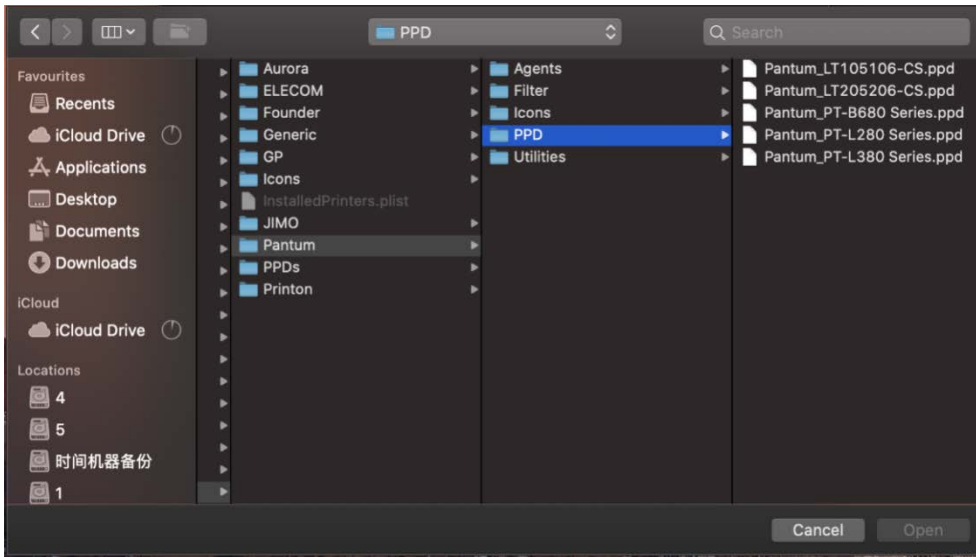 PPD
Search
Favourites
Recents
iCloud Drive
Applications
Desktop
Documents
Downloads
iCloud
iCloud Drive
Locations
4
5
时间机器备份
1
Aurora
ELECOM
Founder
Generic
GP
Icons
InstalledPrinters.plist
JIMO
Pantum
PPDs
Printon
Agents
Filter
Icons
PPD
Utilities
Pantum_LT105106-CS.ppd
Pantum_LT205206-CS.ppd
Pantum_PT-B680 Series.ppd
Pantum_PT-L280 Series.ppd
Pantum_PT-L380 Series.ppd
Cancel
Open